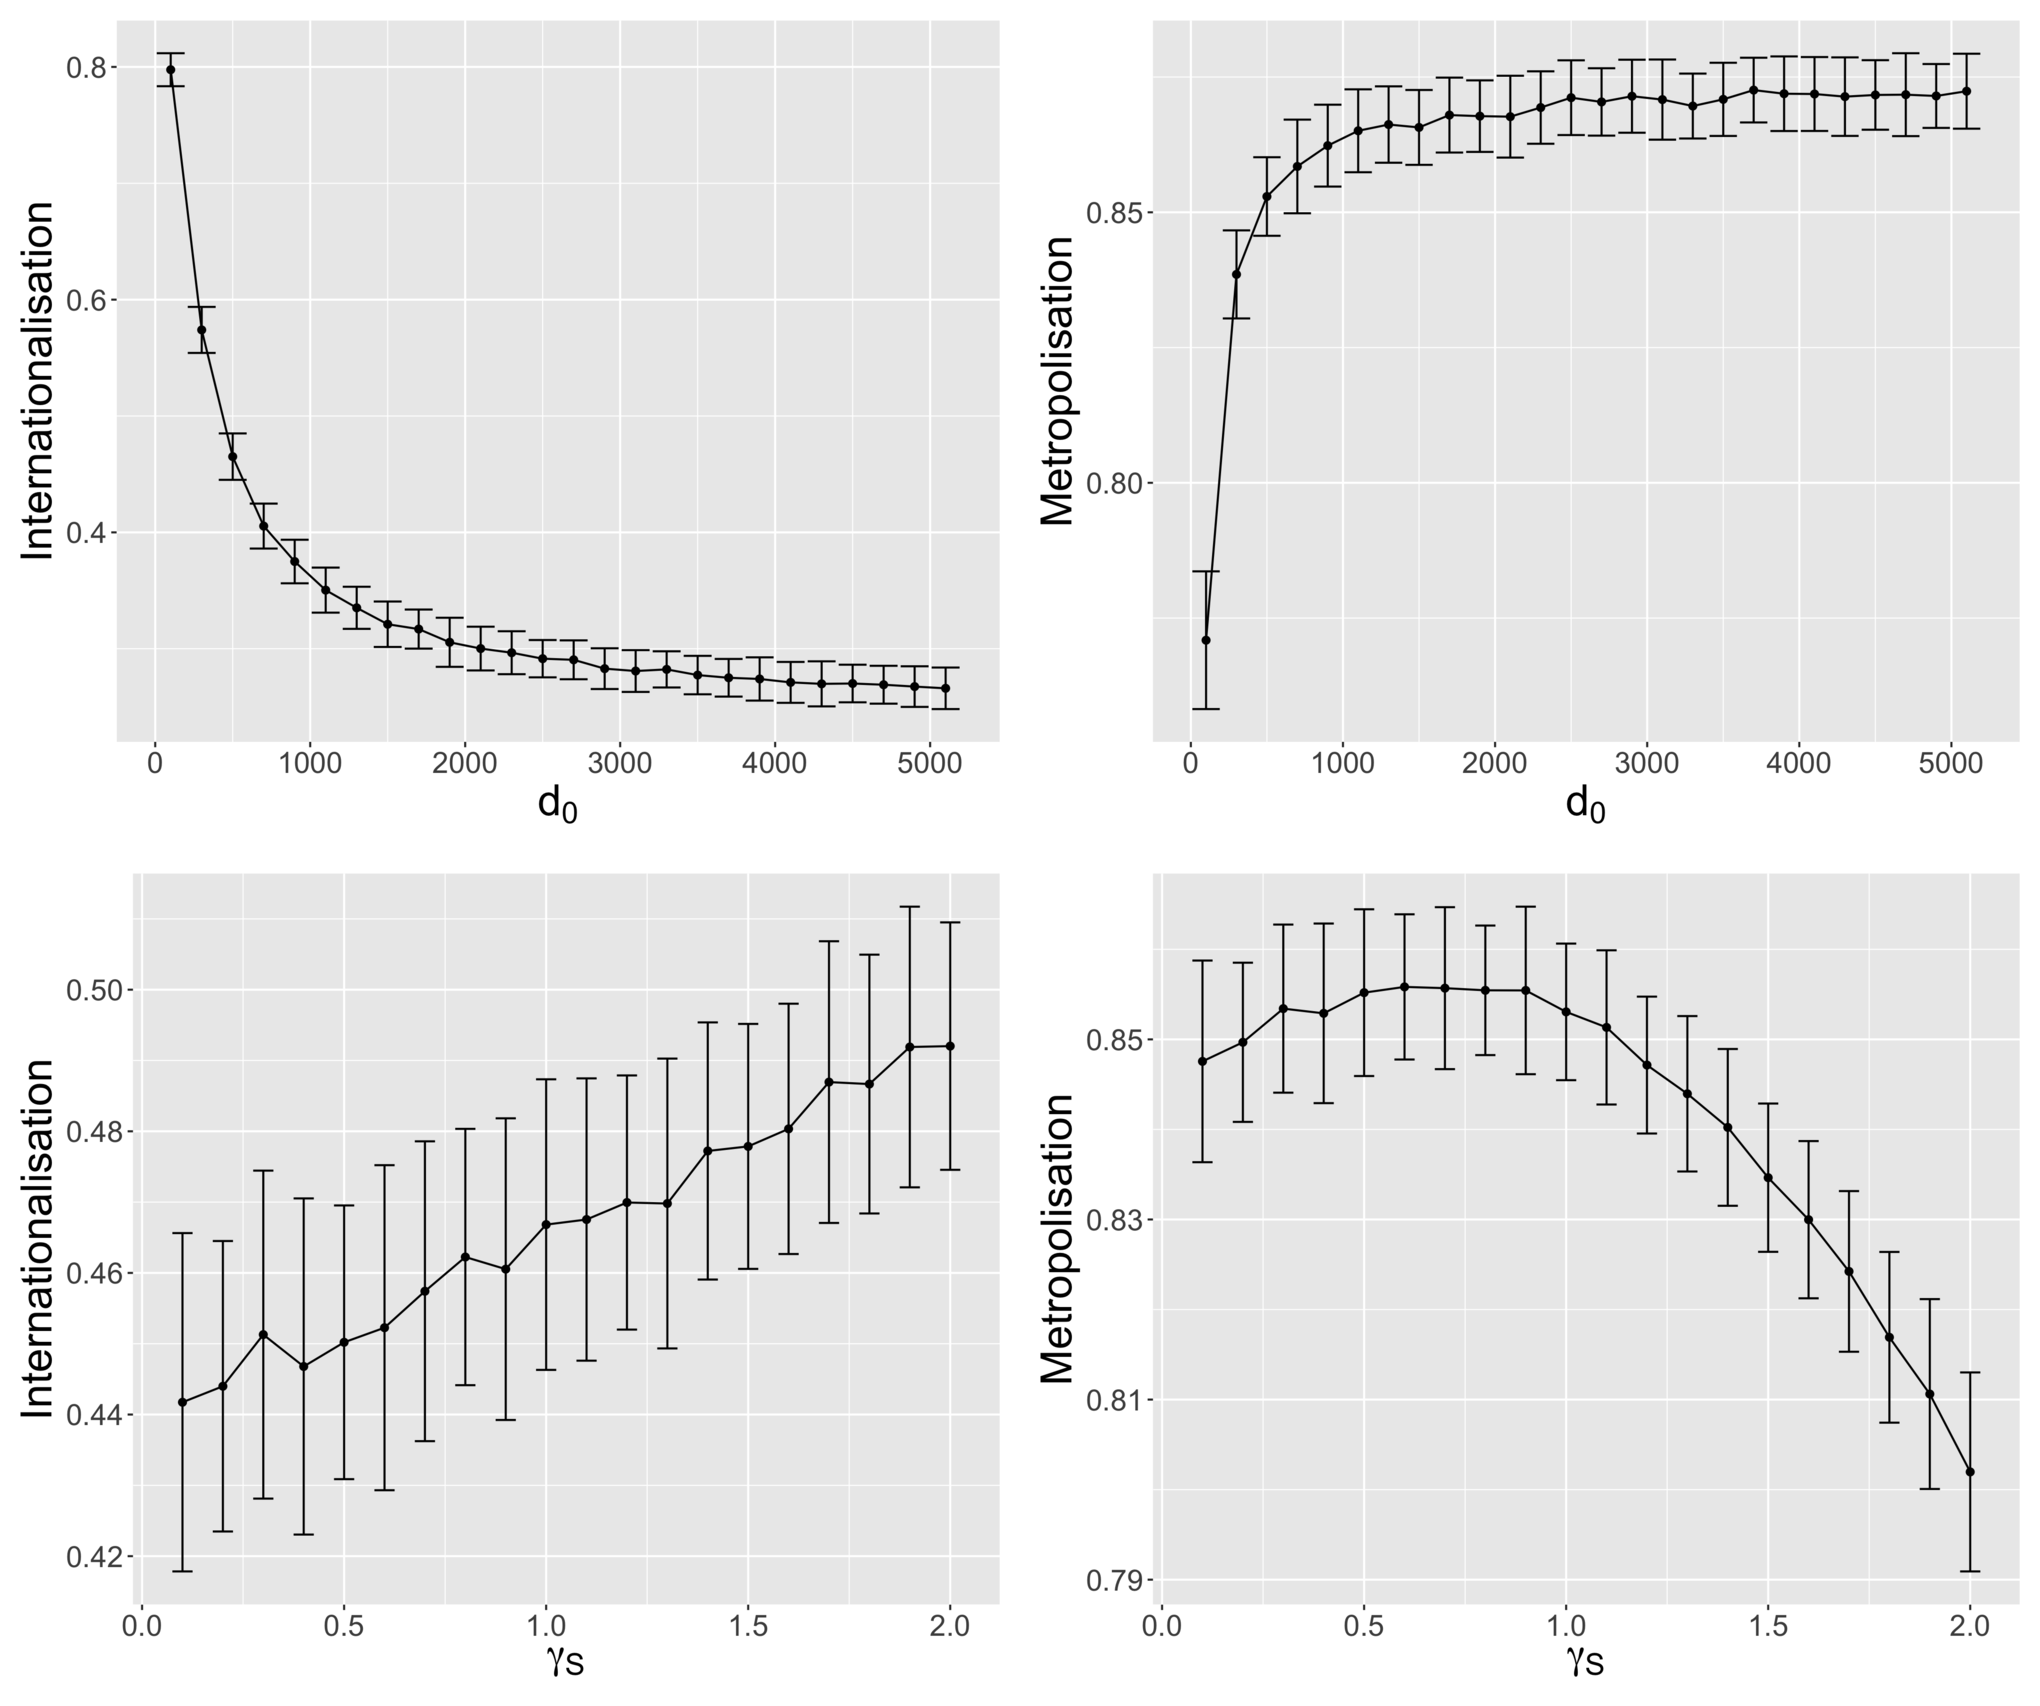 Internationalisation
0.8
0.6
0.4
0 1000 2000 3000 4000 5000
d₀
Metropolisation
0.85
0.80
0 1000 2000 3000 4000 5000
d₀
Internationalisation
0.50
0.48
0.46
0.44
0.42
0.0 0.5 1.0 1.5 2.0
γS
Metropolisation
0.85
0.83
0.81
0.79
0.0 0.5 1.0 1.5 2.0
γS